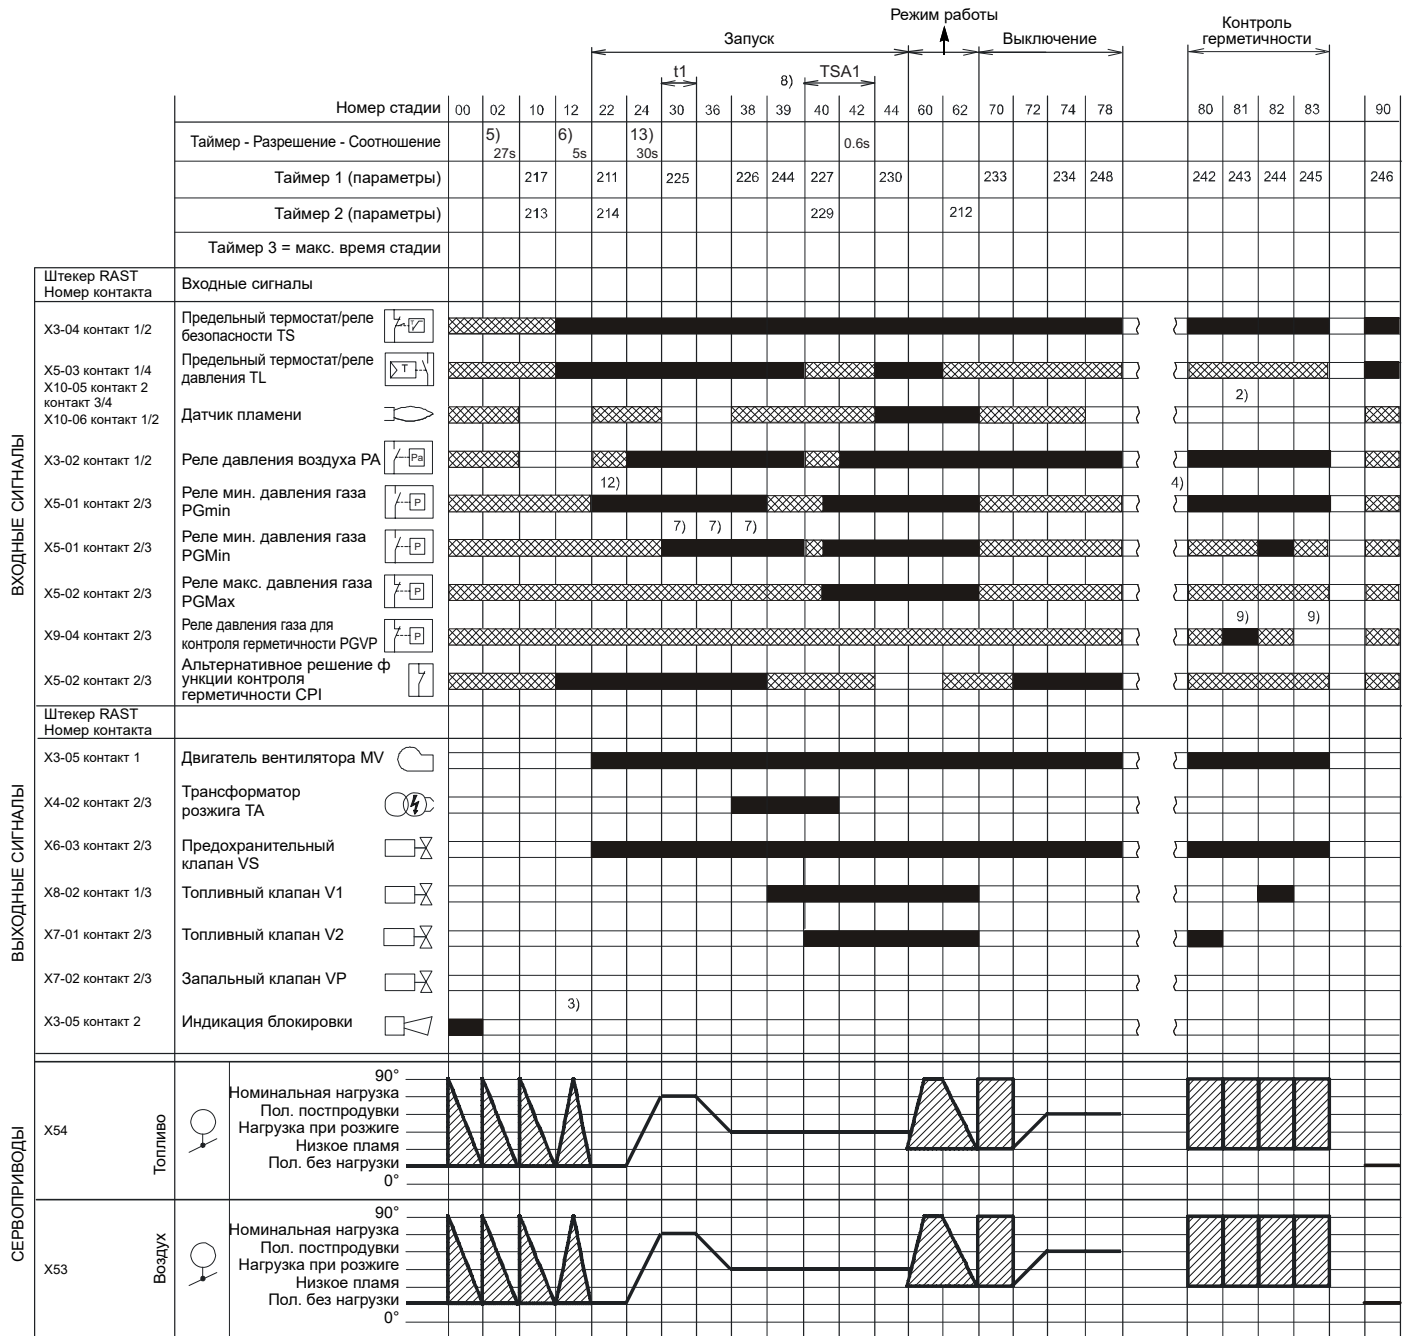 Режим работы
Запуск
Выключение
Контроль
герметичности
t1
8)
TSA1
Номер стадии 00 02 10 12 22 24 30 36 38 39 40 42 44 60 62 70 72 74 78 80 81 82 83 90
Таймер - Разрешение - Соотношение 5) 27s 6) 5s 13) 30s 0.6s
Таймер 1 (параметры) 217 211 225 226 244 227 230 233 234 248 242 243 244 245 246
Таймер 2 (параметры) 213 214 229 212
Таймер 3 = макс. время стадии
Штекер RAST
Номер контакта
Входные сигналы
ВХОДНЫЕ СИГНАЛЫ
X3-04 контакт 1/2
Предельный термостат/реле
безопасности TS
X5-03 контакт 1/4
Предельный термостат/реле
давления TL
T
X10-05 контакт 2
контакт 3/4
X10-06 контакт 1/2
Датчик пламени
2)
X3-02 контакт 1/2
Реле давления воздуха PA
Pa
12)
4)
X5-01 контакт 2/3
Реле мин. давления газа
PGmin
P
7) 7) 7)
X5-01 контакт 2/3
Реле мин. давления газа
PGMin
P
X5-02 контакт 2/3
Реле макс. давления газа
PGMax
P
9) 9)
X9-04 контакт 2/3
Реле давления газа для
контроля герметичности PGVP
P
X5-02 контакт 2/3
Альтернативное решение ф
ункции контроля
герметичности CPI
Штекер RAST
Номер контакта
ВЫХОДНЫЕ СИГНАЛЫ
X3-05 контакт 1
Двигатель вентилятора MV
X4-02 контакт 2/3
Трансформатор
розжига TA
X6-03 контакт 2/3
Предохранительный
клапан VS
X8-02 контакт 1/3
Топливный клапан V1
X7-01 контакт 2/3
Топливный клапан V2
X7-02 контакт 2/3
Запальный клапан VP
3)
X3-05 контакт 2
Индикация блокировки
СЕРВОПРИВОДЫ
X54
Топливо
90°
Номинальная нагрузка
Пол. постпродувки
Нагрузка при розжиге
Низкое пламя
Пол. без нагрузки
0°
X53
Воздух
90°
Номинальная нагрузка
Пол. постпродувки
Нагрузка при розжиге
Низкое пламя
Пол. без нагрузки
0°